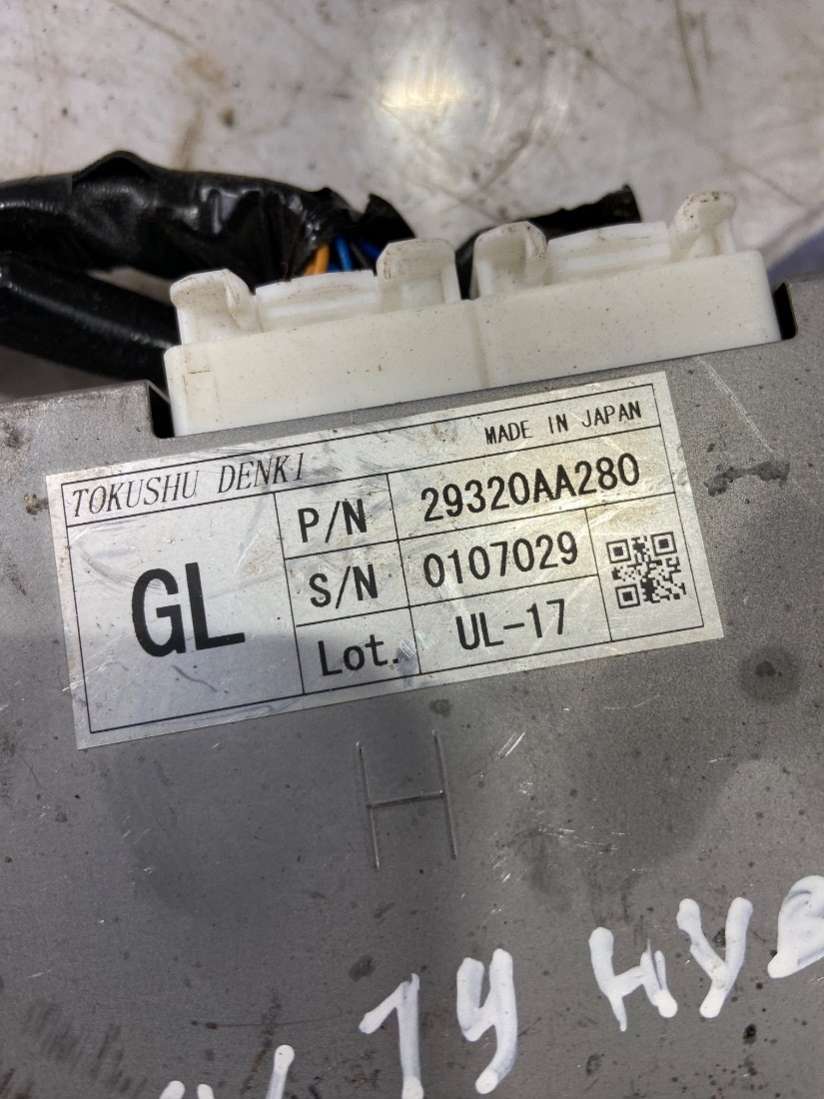 TOKUSHU DENKI MADE IN JAPAN
GL
P/N 29320AA280
S/N 0107029
Lot. UL-17
H